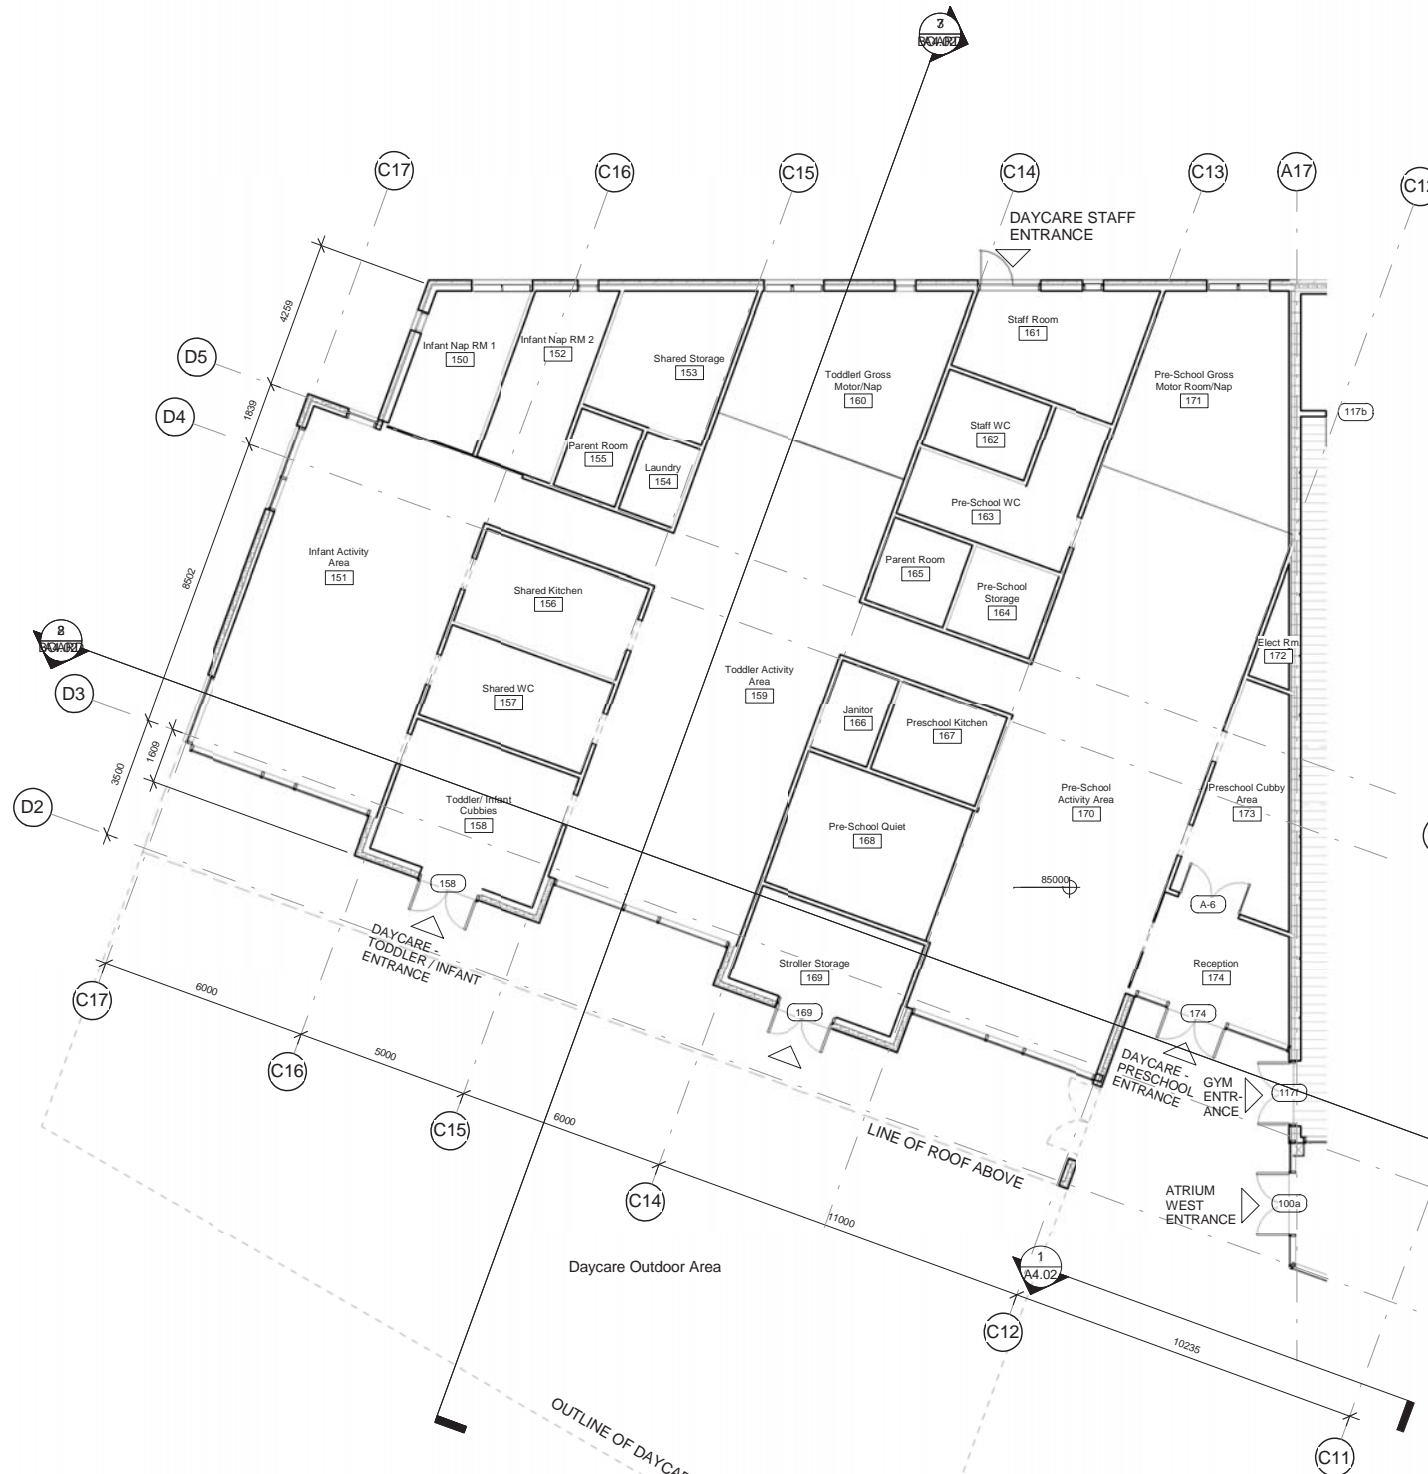 3
C17
C16
C15
C14
C13
A17
DAYCARE STAFF
ENTRANCE
4259
D5
D4
1839
Infant Nap RM 1
150
Infant Nap RM 2
152
Shared Storage
153
Toddlerl Gross
Motor/Nap
160
Staff Room
161
Pre-School Gross
Motor Room/Nap
171
117b
Parent Room
155
Laundry
154
Staff WC
162
Pre-School WC
163
Infant Activity
Area
151
Shared Kitchen
156
Parent Room
165
Pre-School
Storage
164
8502
Elect Rm
172
D3
Shared WC
157
Toddler Activity
Area
159
Janitor
166
Preschool Kitchen
167
1609
3500
D2
Toddler/ Infant
Cubbies
158
Pre-School Quiet
168
Pre-School
Activity Area
170
Preschool Cubby
Area
173
85000
158
A-6
DAYCARE -
TODDLER / INFANT
ENTRANCE
Stroller Storage
169
Reception
174
C17
6000
169
174
DAYCARE -
PRESCHOOL
ENTRANCE
GYM
ENTR-
ANCE
117f
C16
5000
C15
6000
LINE OF ROOF ABOVE
C14
11000
ATRIUM
WEST
ENTRANCE
100a
Daycare Outdoor Area
1
A4.02
C12
10235
C11
OUTLINE OF DAYCAR